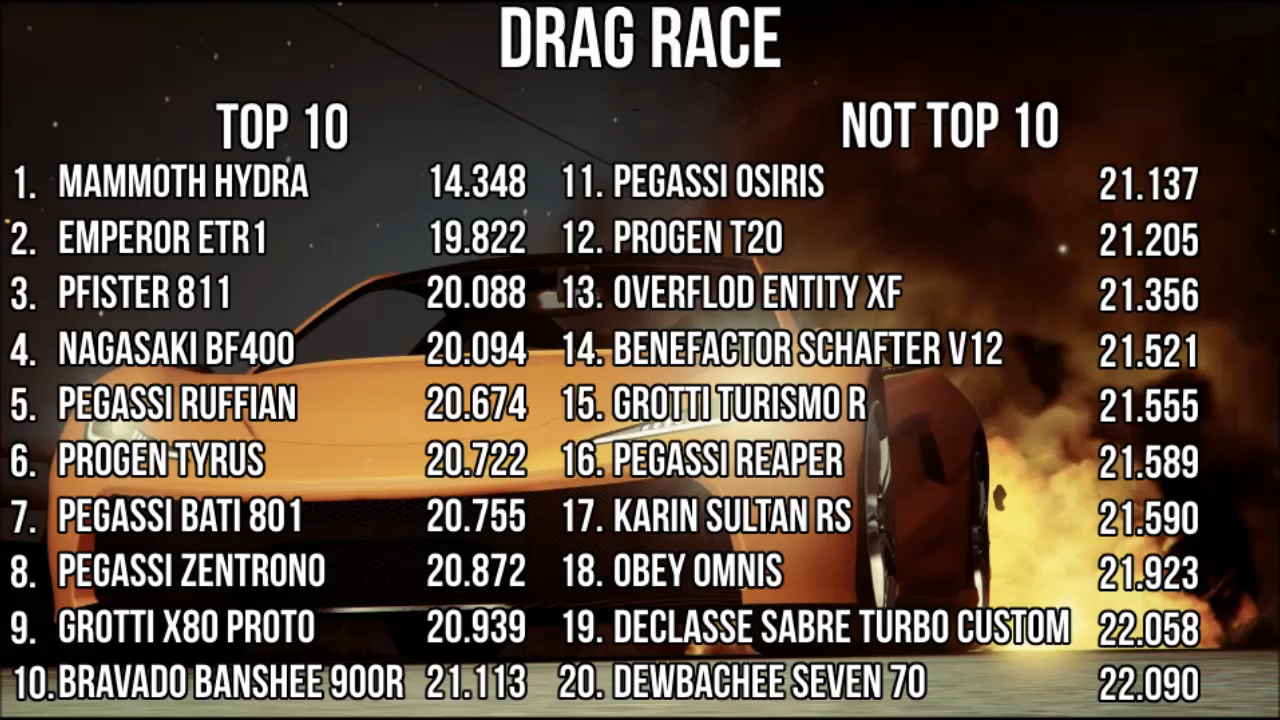 DRAG RACE
TOP 10
1. MAMMOTH HYDRA 14.348
2. EMPEROR ETR1 19.822
3. PFISTER 811 20.088
4. NAGASAKI BF400 20.094
5. PEGASSI RUFFIAN 20.674
6. PROGEN TYRUS 20.722
7. PEGASSI BATI 801 20.755
8. PEGASSI ZENTRONO 20.872
9. GROTTI X80 PROTO 20.939
10. BRAVADO BANSHEE 900R 21.113
NOT TOP 10
11. PEGASSI OSIRIS 21.137
12. PROGEN T20 21.205
13. OVERFLOD ENTITY XF 21.356
14. BENEFACTOR SCHAFTER V12 21.521
15. GROTTI TURISMO R 21.555
16. PEGASSI REAPER 21.589
17. KARIN SULTAN RS 21.590
18. OBEY OMNIS 21.923
19. DECLASSE SABRE TURBO CUSTOM 22.058
20. DEWBACHEE SEVEN 70 22.090